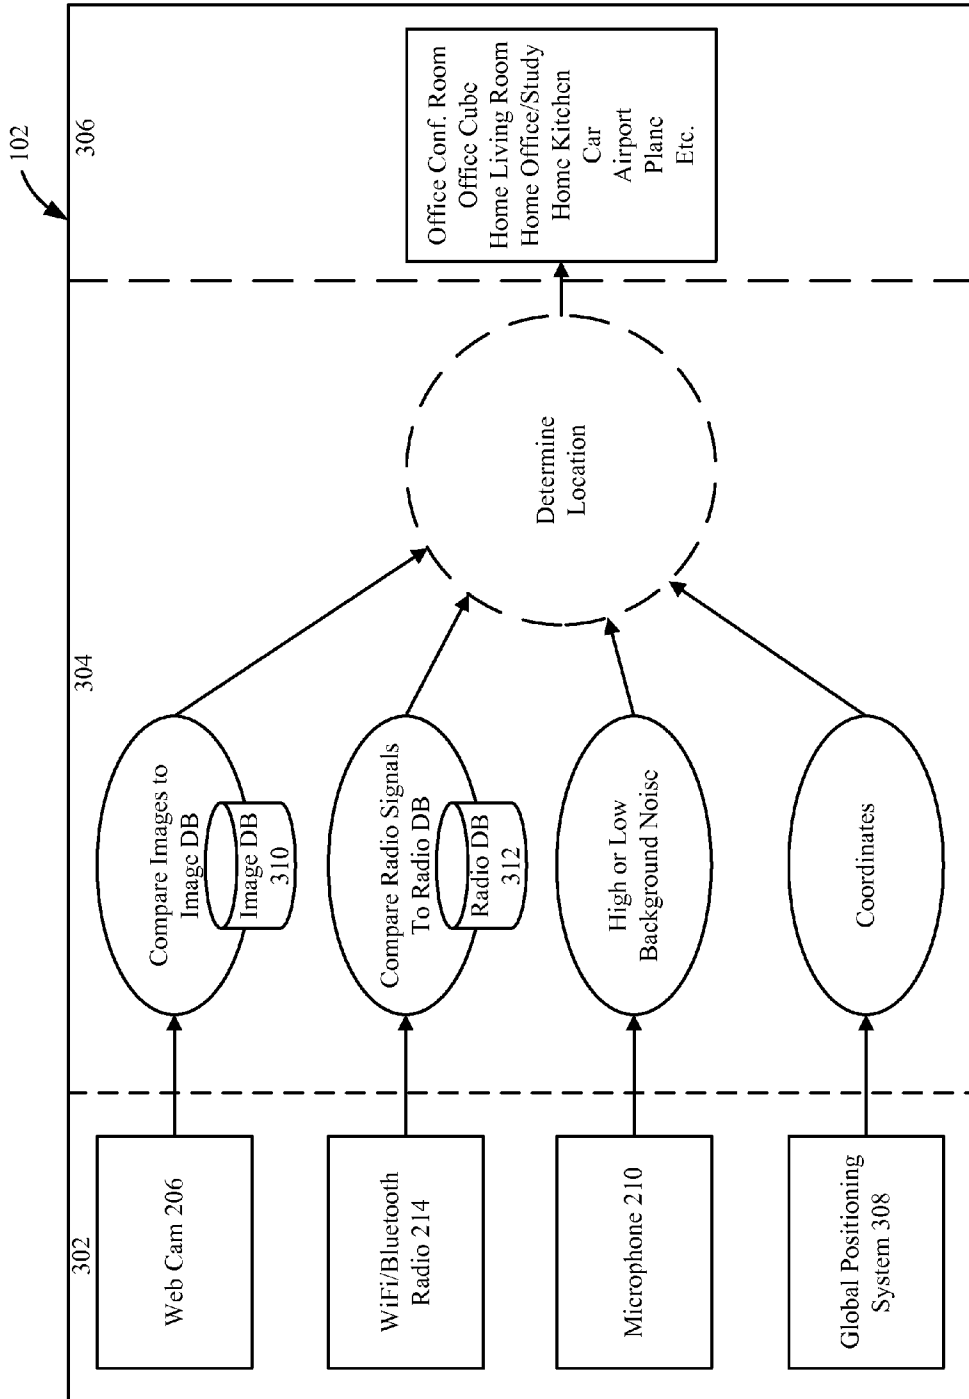 102
302
304
306
Web Cam 206
Compare Images to
Image DB
Image DB
310
WiFi/Bluetooth
Radio 214
Compare Radio Signals
To Radio DB
Radio DB
312
Microphone 210
High or Low
Background Noise
Global Positioning
System 308
Coordinates
Determine
Location
Office Conf. Room
Office Cube
Home Living Room
Home Office/Study
Home Kitchen
Car
Airport
Plane
Etc.